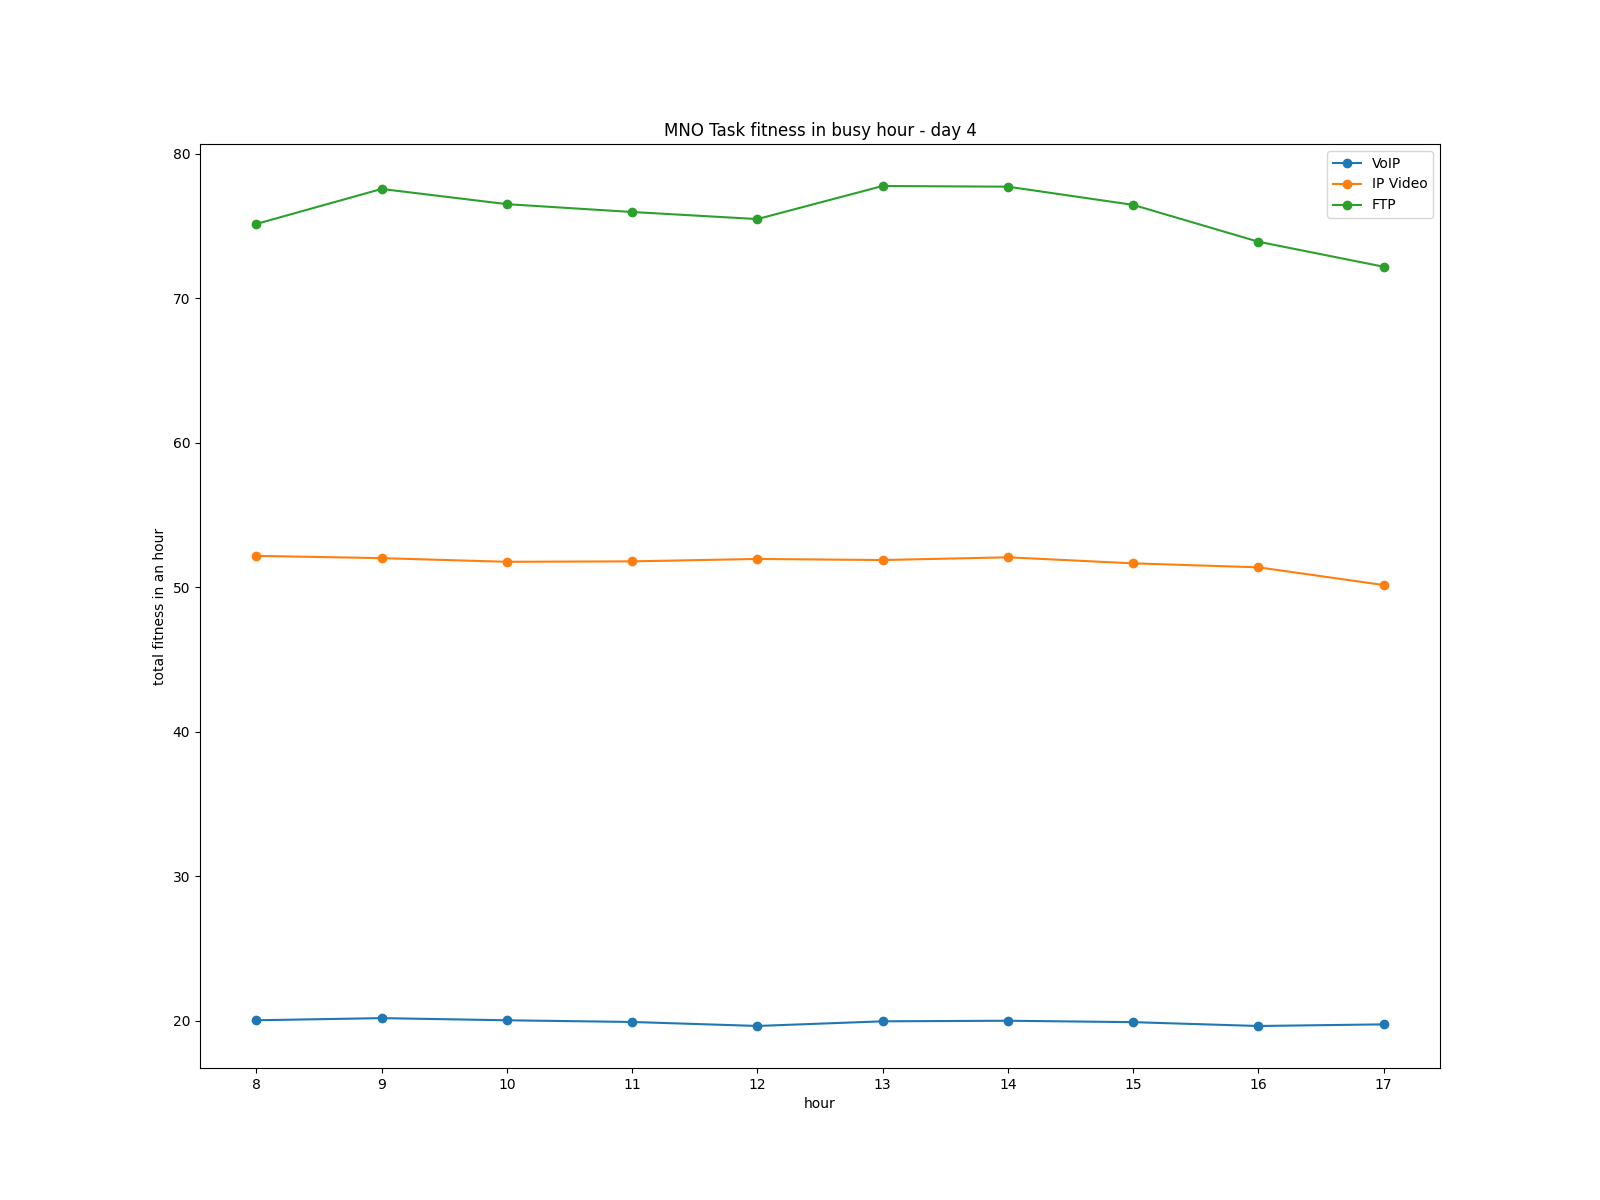 MNO Task fitness in busy hour - day 4
VoIP
IP Video
FTP
80
70
60
50
40
30
20
total fitness in an hour
8 9 10 11 12 13 14 15 16 17
hour